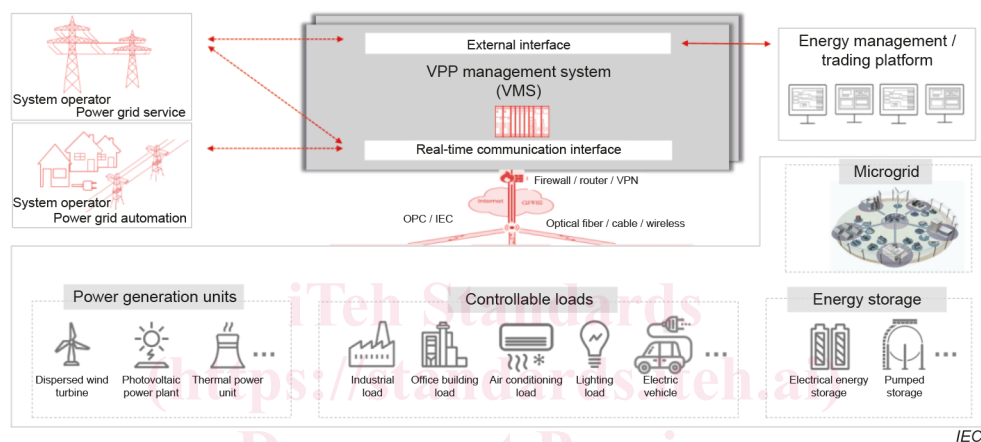 External interface
VPP management system
(VMS)
Real-time communication interface
System operator
Power grid service
System operator
Power grid automation
Energy management /
trading platform
Firewall / router / VPN
Internet
GPRS
OPC / IEC
Optical fiber / cable / wireless
Microgrid
Power generation units
Dispersed wind
turbine
Photovoltaic
power plant
Thermal power
unit
...
Controllable loads
Industrial
load
Office building
load
Air conditioning
load
Lighting
load
Electric
vehicle
...
Energy storage
Electrical energy
storage
Pumped
storage
...
iTeh Standards
(https://standards.iteh.ai)
IEC